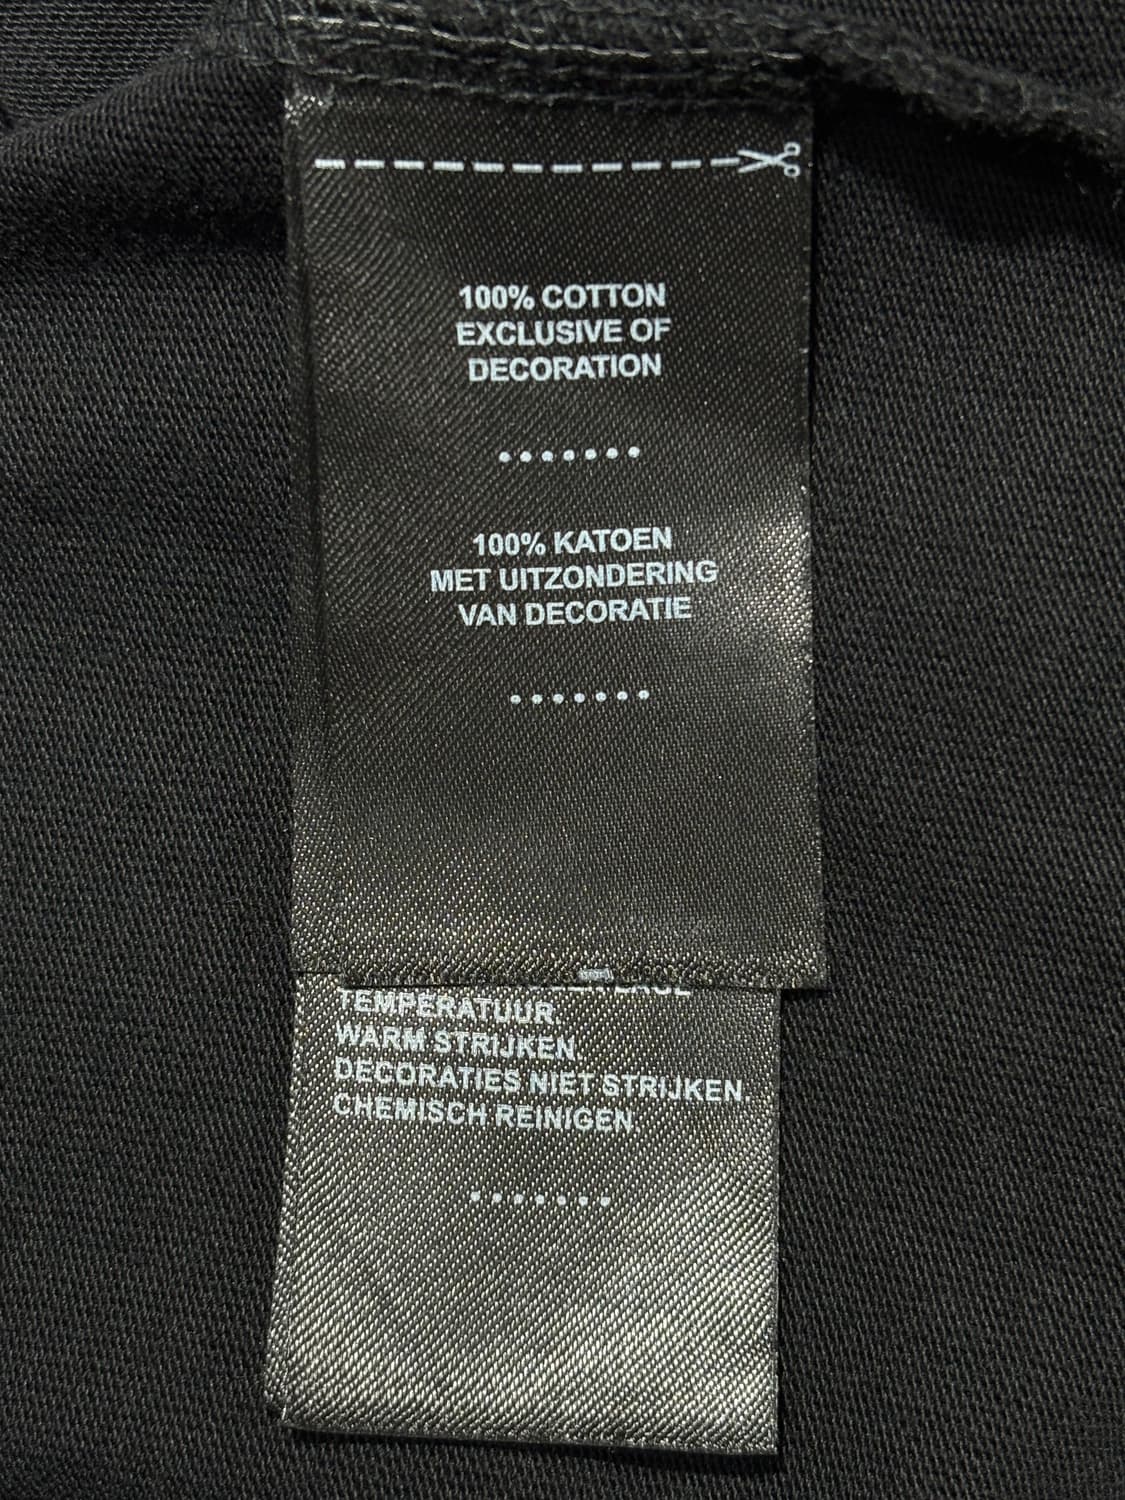 100% COTTON
EXCLUSIVE OF
DECORATION
100% KATOEN
MET UITZONDERING
VAN DECORATIE
TEMPERATUUR.
WARM STRIJKEN.
DECORATIES NIET STRIJKEN
CHEMISCH REINIGEN